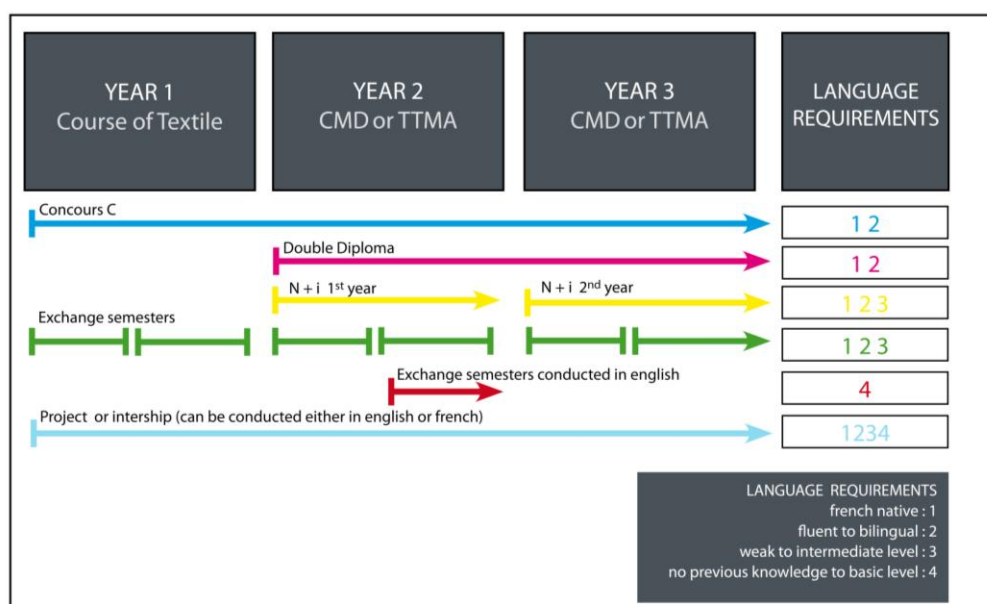 YEAR 1
Course of Textile
YEAR 2
CMD or TTMA
YEAR 3
CMD or TTMA
LANGUAGE
REQUIREMENTS
Concours C
1 2
Double Diploma
1 2
N + i 1st year
N + i 2nd year
1 2 3
Exchange semesters
1 2 3
Exchange semesters conducted in english
4
Project or intership (can be conducted either in english or french)
1234
LANGUAGE REQUIREMENTS
french native : 1
fluent to bilingual : 2
weak to intermediate level : 3
no previous knowledge to basic level : 4